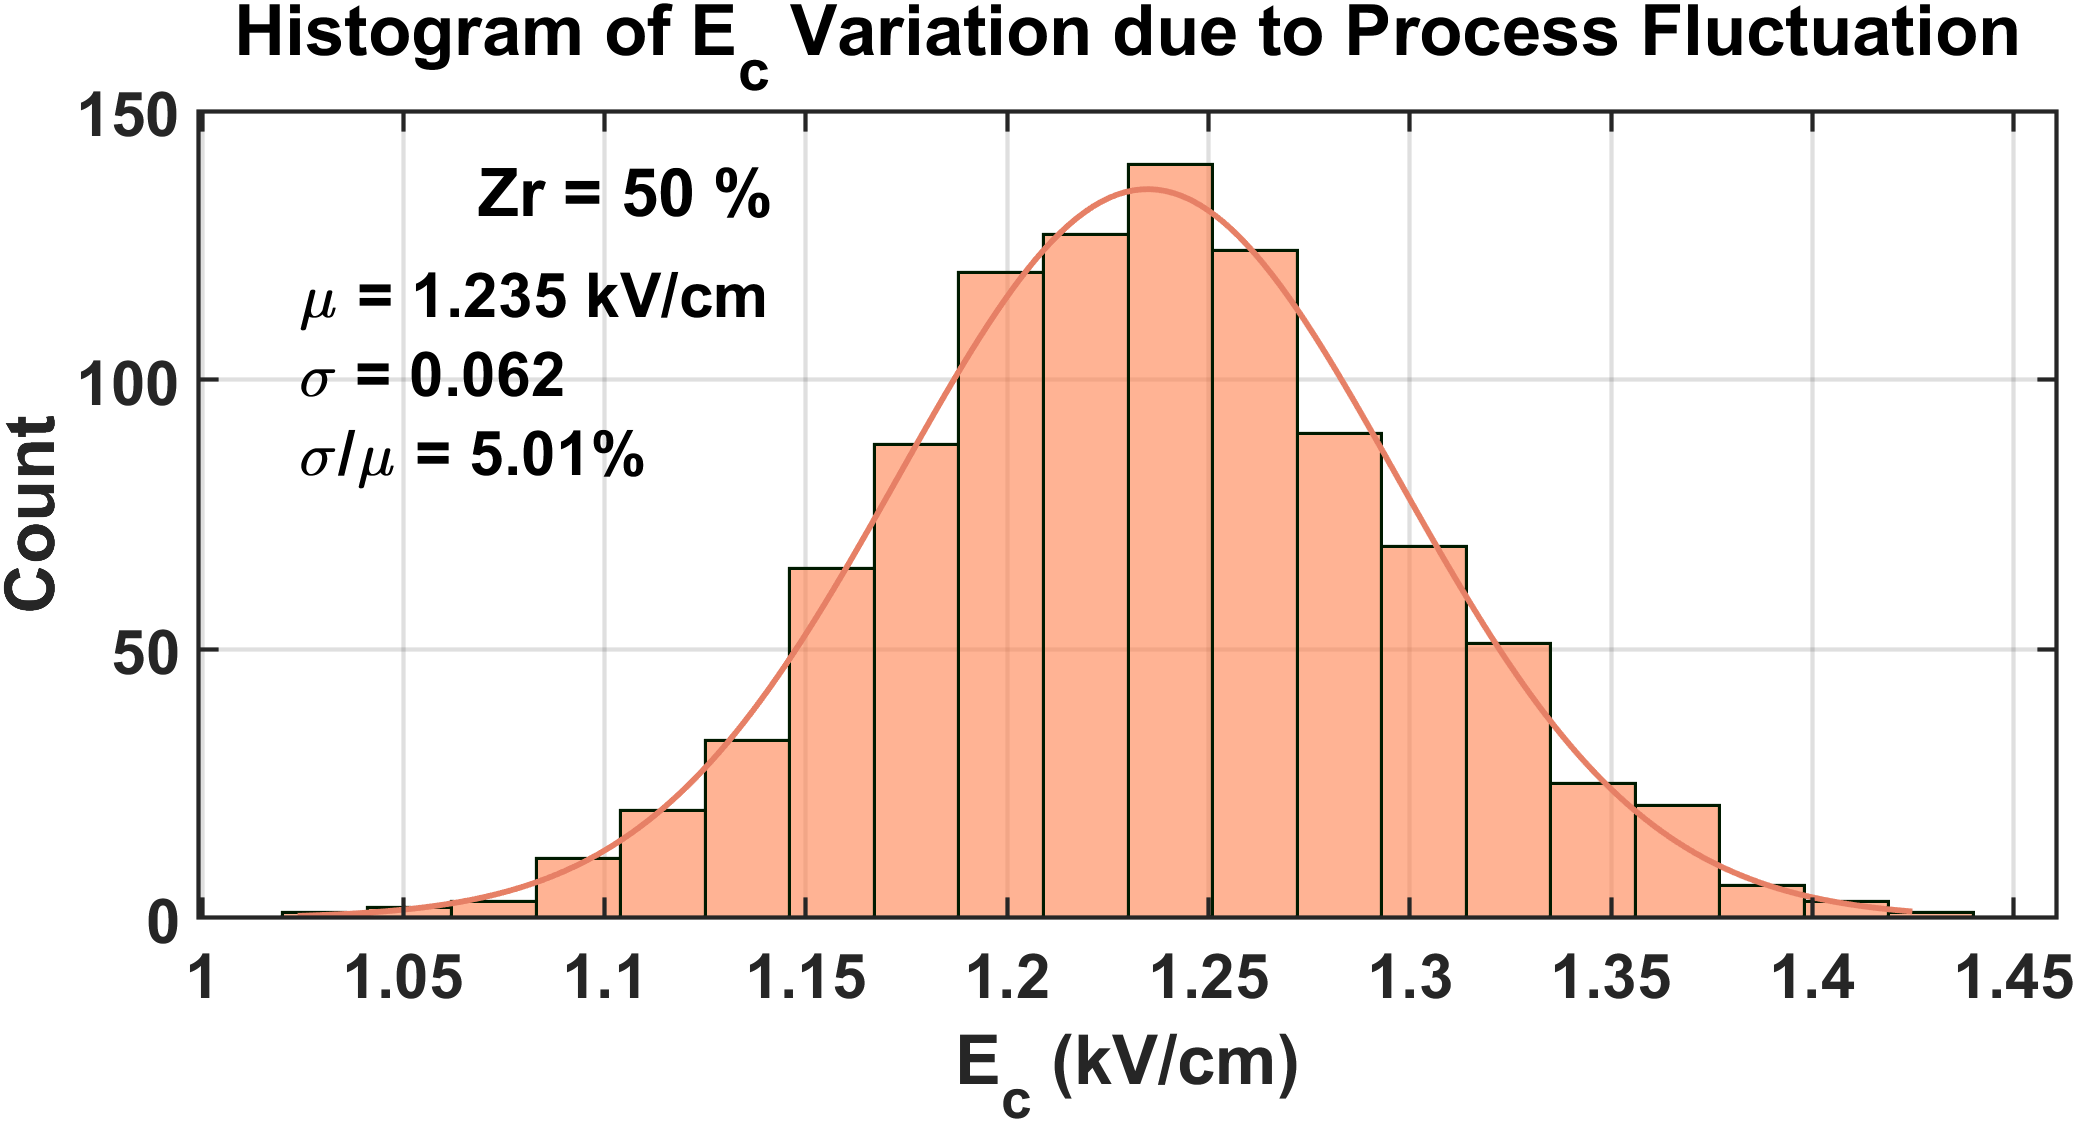 Histogram of E_c Variation due to Process Fluctuation
150
100
50
0
Count
Zr = 50 %
μ = 1.235 kV/cm
σ = 0.062
σ/μ = 5.01%
1 1.05 1.1 1.15 1.2 1.25 1.3 1.35 1.4 1.45
E_c (kV/cm)